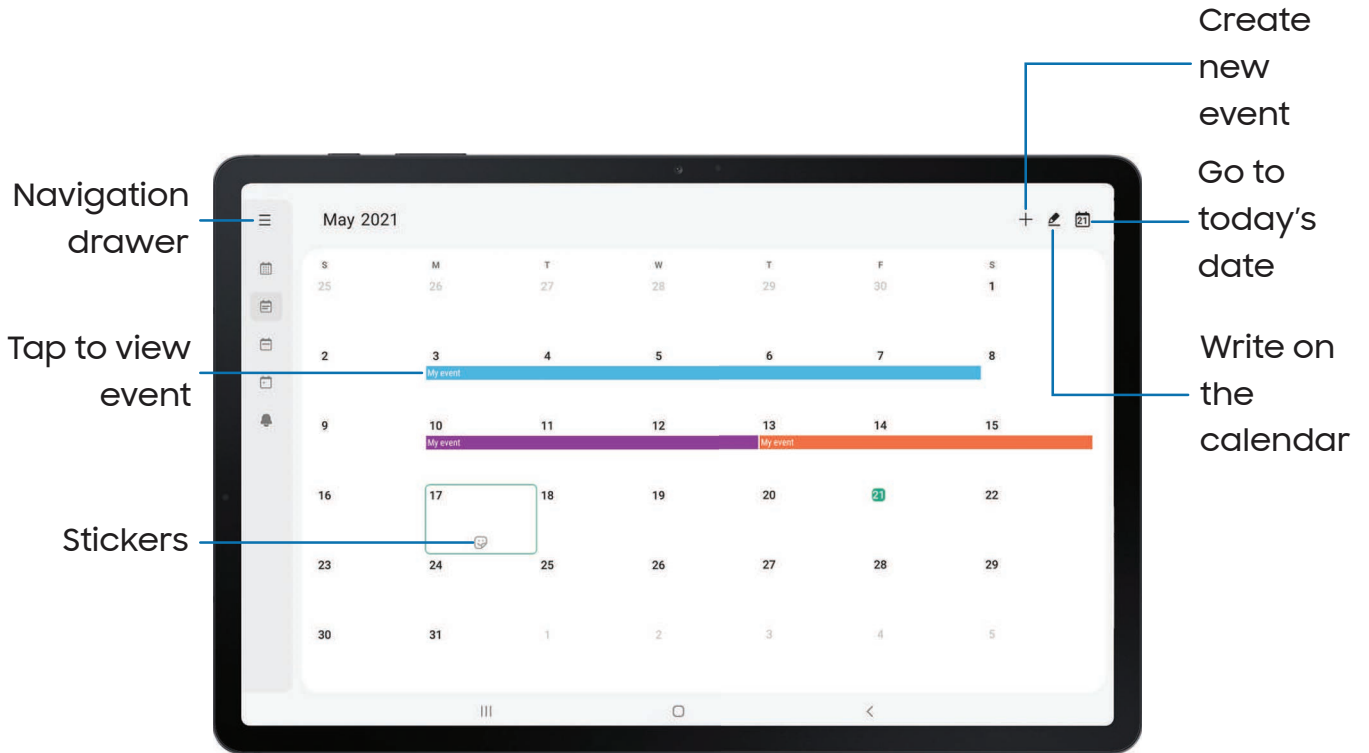 Create
new
event
Go to
today's
date
Write on
the
calendar
Navigation
drawer
Tap to view
event
Stickers
May 2021
21
S M T W T F S
25 26 27 28 29 30 1
2 3 4 5 6 7 8
My event
9 10 11 12 13 14 15
My event My event
16 17 18 19 20 21 22
23 24 25 26 27 28 29
30 31 1 2 3 4 5